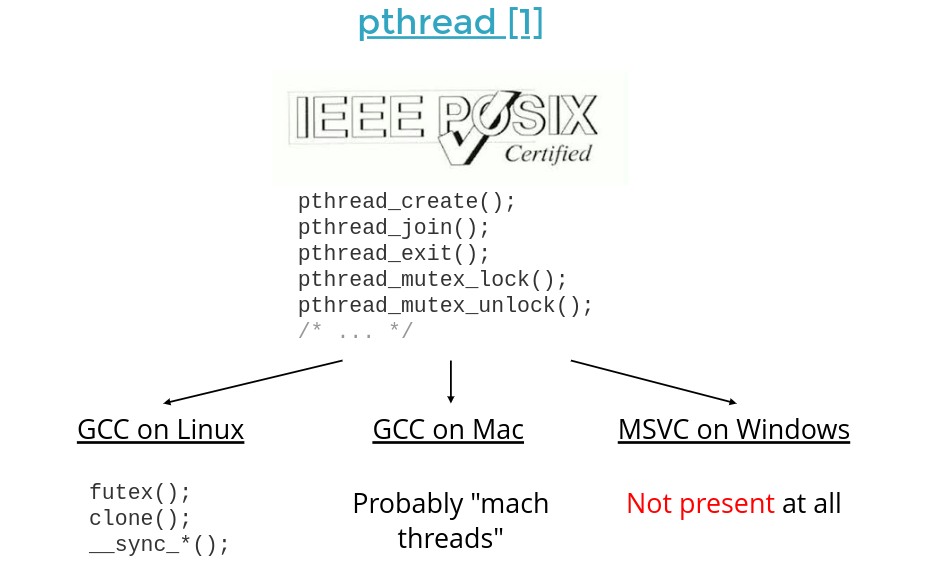 pthread [1]
IEEE POSIX
Certified
pthread_create();
pthread_join();
pthread_exit();
pthread_mutex_lock();
pthread_mutex_unlock();
/* ... */
GCC on Linux
GCC on Mac
MSVC on Windows
futex();
clone();
__sync_*();
Probably "mach
threads"
Not present at all